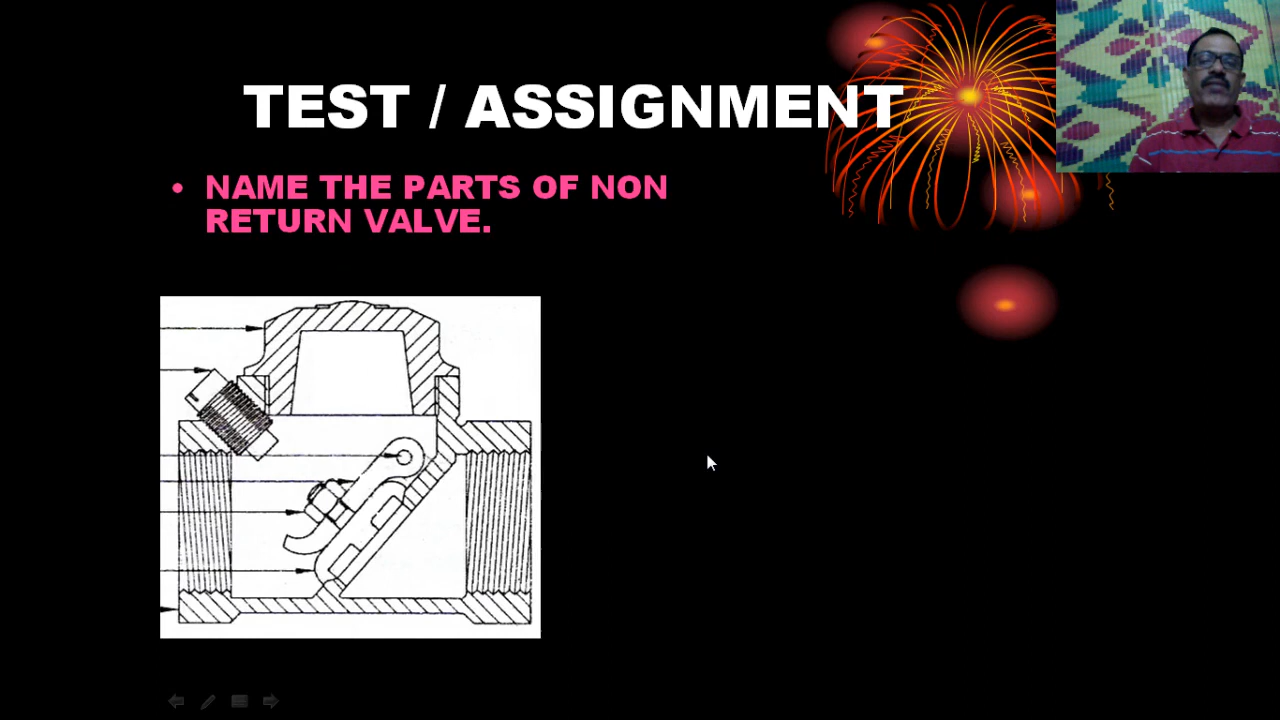 TEST / ASSIGNMENT
• NAME THE PARTS OF NON
RETURN VALVE.